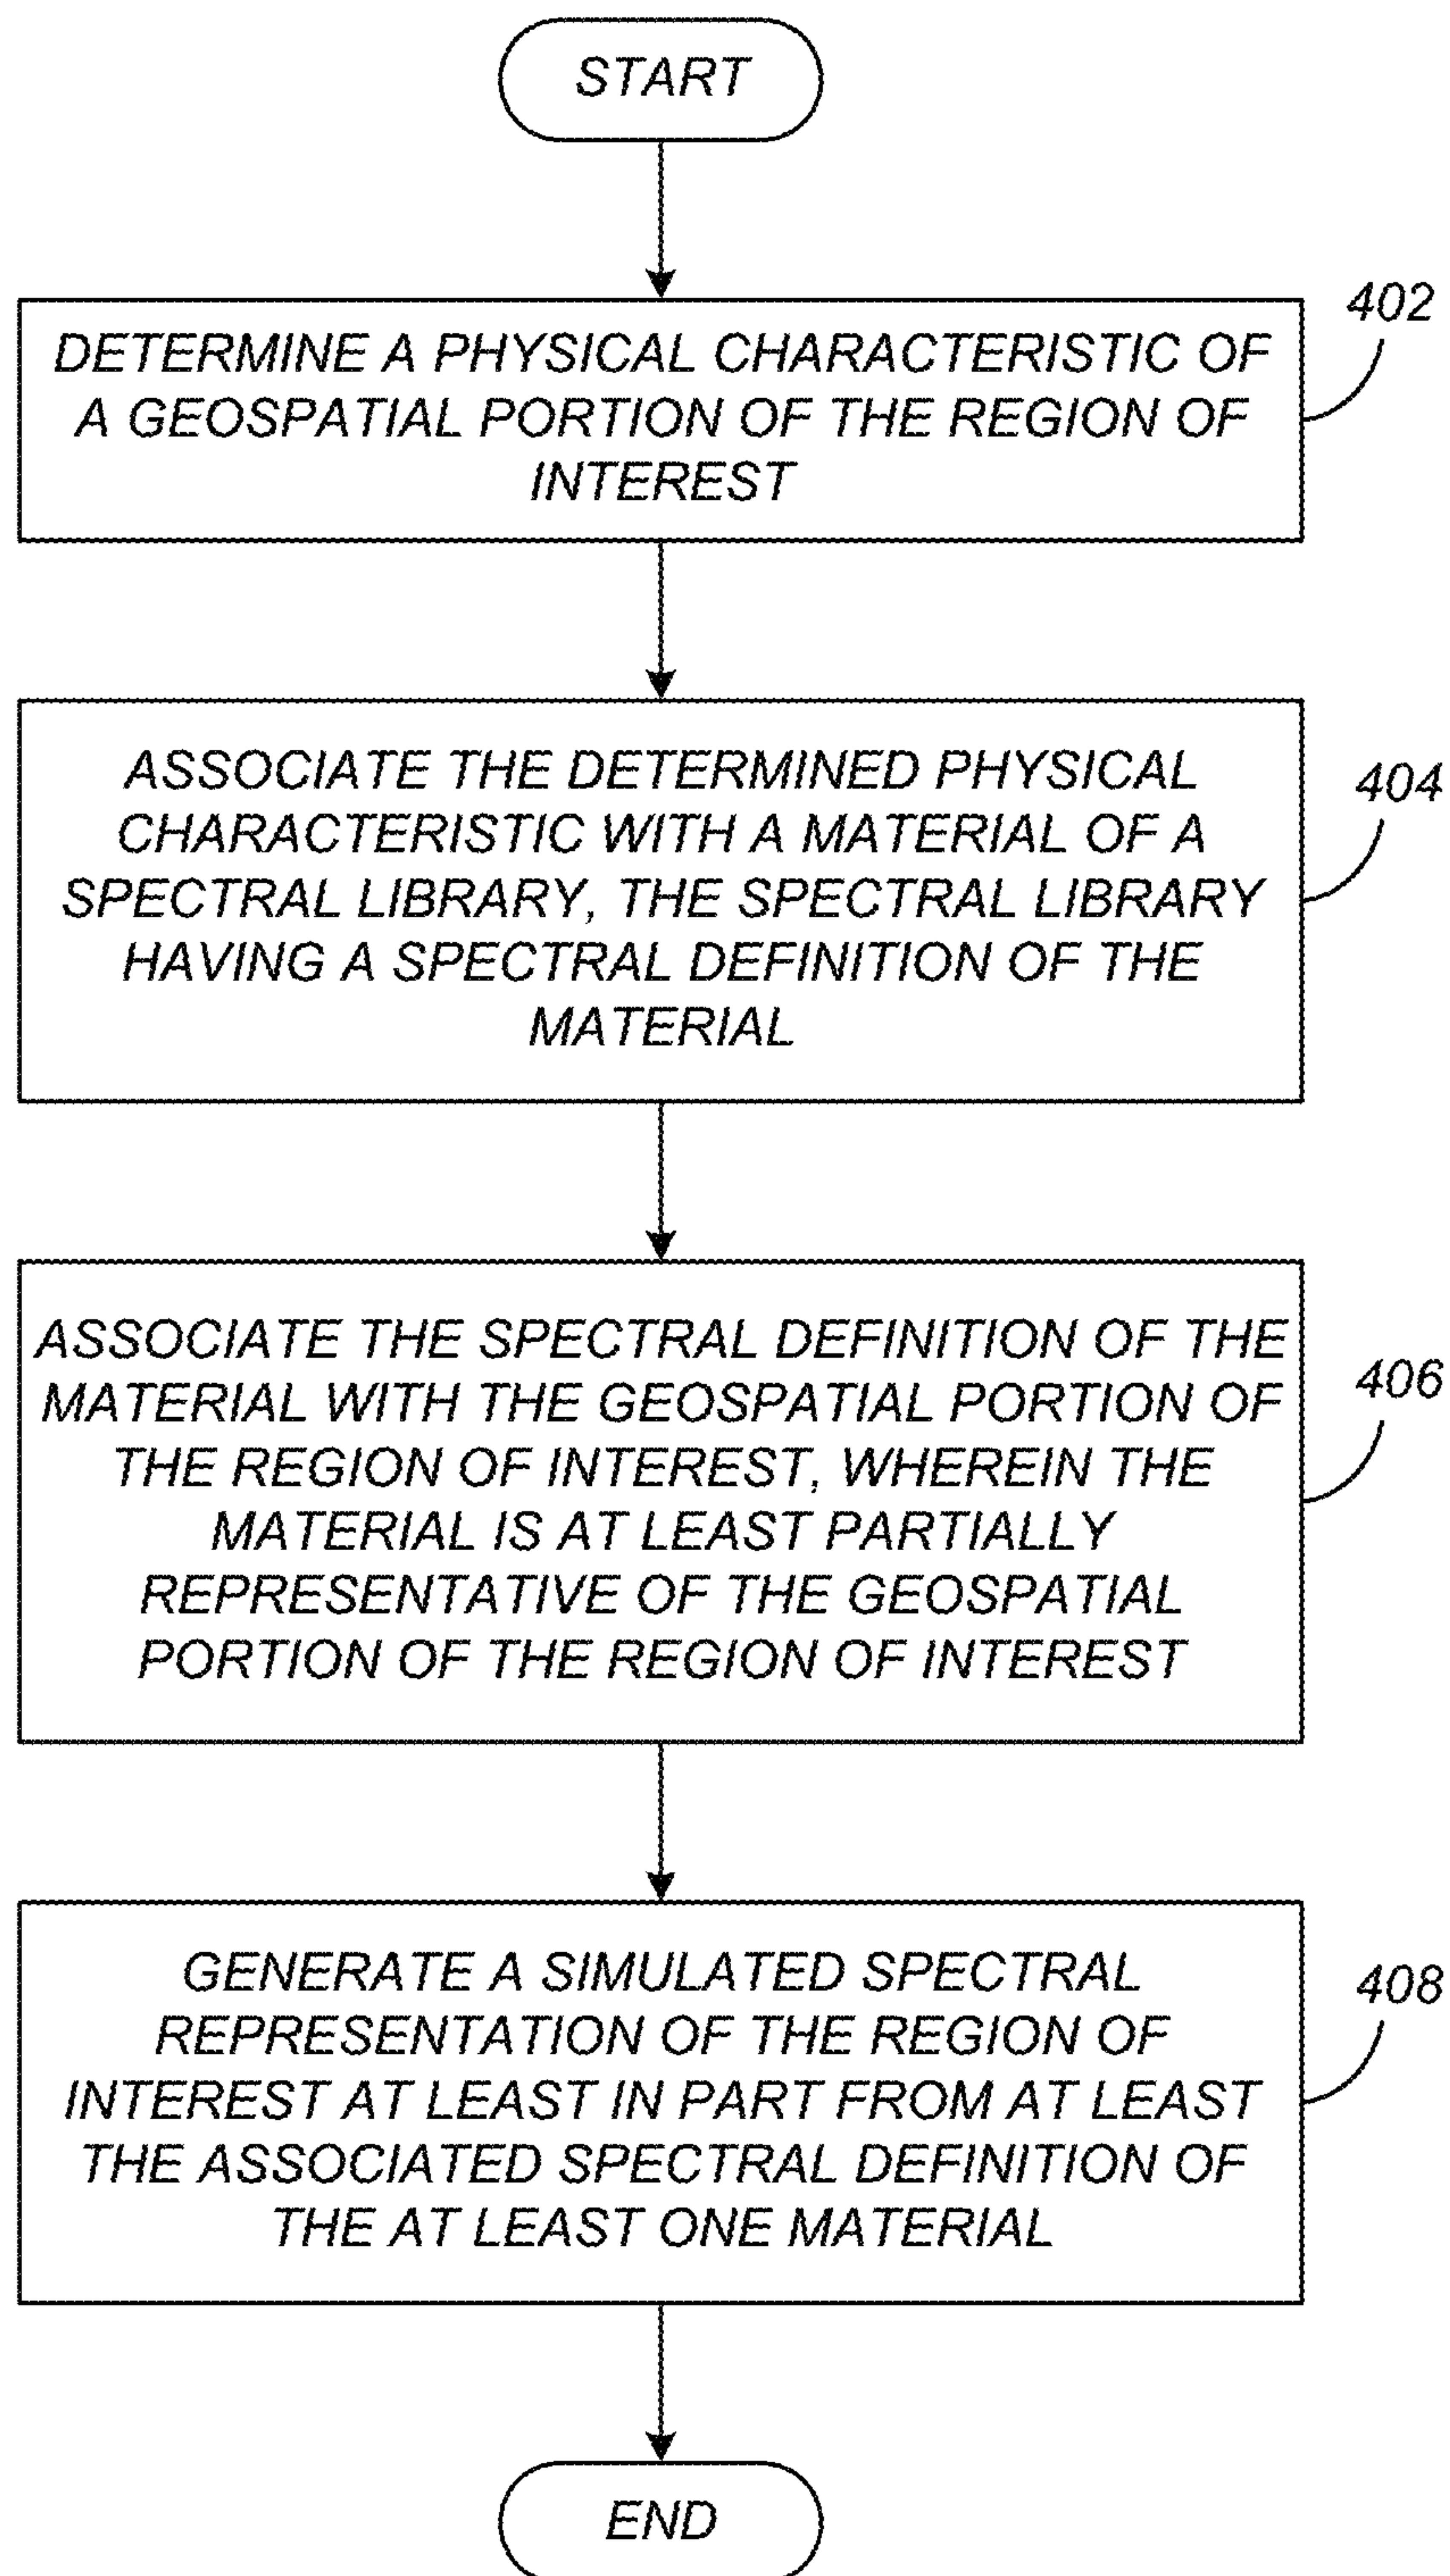 START
402
DETERMINE A PHYSICAL CHARACTERISTIC OF
A GEOSPATIAL PORTION OF THE REGION OF
INTEREST
404
ASSOCIATE THE DETERMINED PHYSICAL
CHARACTERISTIC WITH A MATERIAL OF A
SPECTRAL LIBRARY, THE SPECTRAL LIBRARY
HAVING A SPECTRAL DEFINITION OF THE
MATERIAL
406
ASSOCIATE THE SPECTRAL DEFINITION OF THE
MATERIAL WITH THE GEOSPATIAL PORTION OF
THE REGION OF INTEREST, WHEREIN THE
MATERIAL IS AT LEAST PARTIALLY
REPRESENTATIVE OF THE GEOSPATIAL
PORTION OF THE REGION OF INTEREST
408
GENERATE A SIMULATED SPECTRAL
REPRESENTATION OF THE REGION OF
INTEREST AT LEAST IN PART FROM AT LEAST
THE ASSOCIATED SPECTRAL DEFINITION OF
THE AT LEAST ONE MATERIAL
END